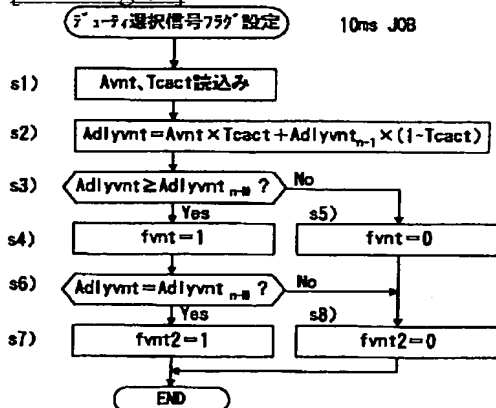 デューティ選択信号フラグ設定 10ms JOB
s1) Avnt、Tcact読込み
s2) Adlyvnt=Avnt×Tcact+Adlyvntn-1×(1-Tcact)
s3) Adlyvnt≧Adlyvnt n-m ? No
Yes s5)
s4) fvnt=1 fvnt=0
s6) Adlyvnt=Adlyvnt n-m ? No
Yes s8)
s7) fvnt2=1 fvnt2=0
END